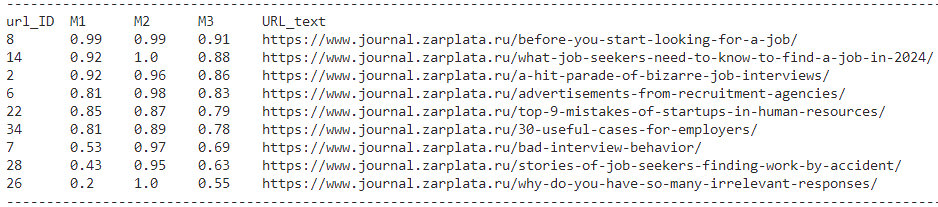 url_ID M1 M2 M3 URL_text
8 0.99 0.99 0.91 https://www.journal.zarplata.ru/before-you-start-looking-for-a-job/
14 0.92 1.0 0.88 https://www.journal.zarplata.ru/what-job-seekers-need-to-know-to-find-a-job-in-2024/
2 0.92 0.96 0.86 https://www.journal.zarplata.ru/a-hit-parade-of-bizarre-job-interviews/
6 0.81 0.98 0.83 https://www.journal.zarplata.ru/advertisements-from-recruitment-agencies/
22 0.85 0.87 0.79 https://www.journal.zarplata.ru/top-9-mistakes-of-startups-in-human-resources/
34 0.81 0.89 0.78 https://www.journal.zarplata.ru/30-useful-cases-for-employers/
7 0.53 0.97 0.69 https://www.journal.zarplata.ru/bad-interview-behavior/
28 0.43 0.95 0.63 https://www.journal.zarplata.ru/stories-of-job-seekers-finding-work-by-accident/
26 0.2 1.0 0.55 https://www.journal.zarplata.ru/why-do-you-have-so-many-irrelevant-responses/